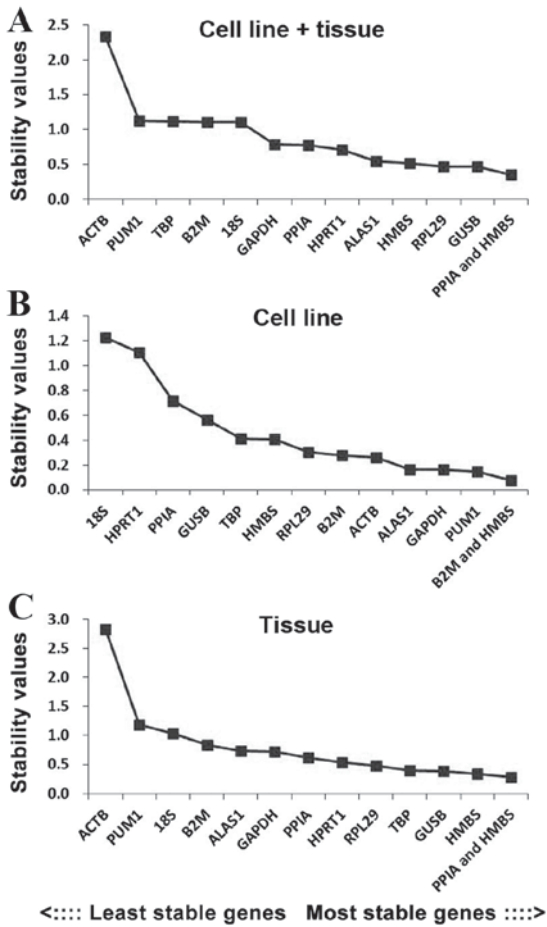 A
Cell line + tissue
Stability values
2.5
2.0
1.5
1.0
0.5
0.0
ACTB
PUM1
TBP
B2M
18S
GAPDH
PPIA
HPRT1
ALAS1
HMBS
RPL29
GUSB
PPIA and HMBS
B
Cell line
Stability values
1.4
1.2
1.0
0.8
0.6
0.4
0.2
0.0
18S
HPRT1
PPIA
GUSB
TBP
HMBS
RPL29
B2M
ACTB
ALAS1
GAPDH
PUM1
B2M and HMBS
C
Tissue
Stability values
3.0
2.5
2.0
1.5
1.0
0.5
0.0
ACTB
PUM1
18S
B2M
ALAS1
GAPDH
PPIA
HPRT1
RPL29
TBP
GUSB
HMBS
PPIA and HMBS
<:::: Least stable genes Most stable genes ::::>